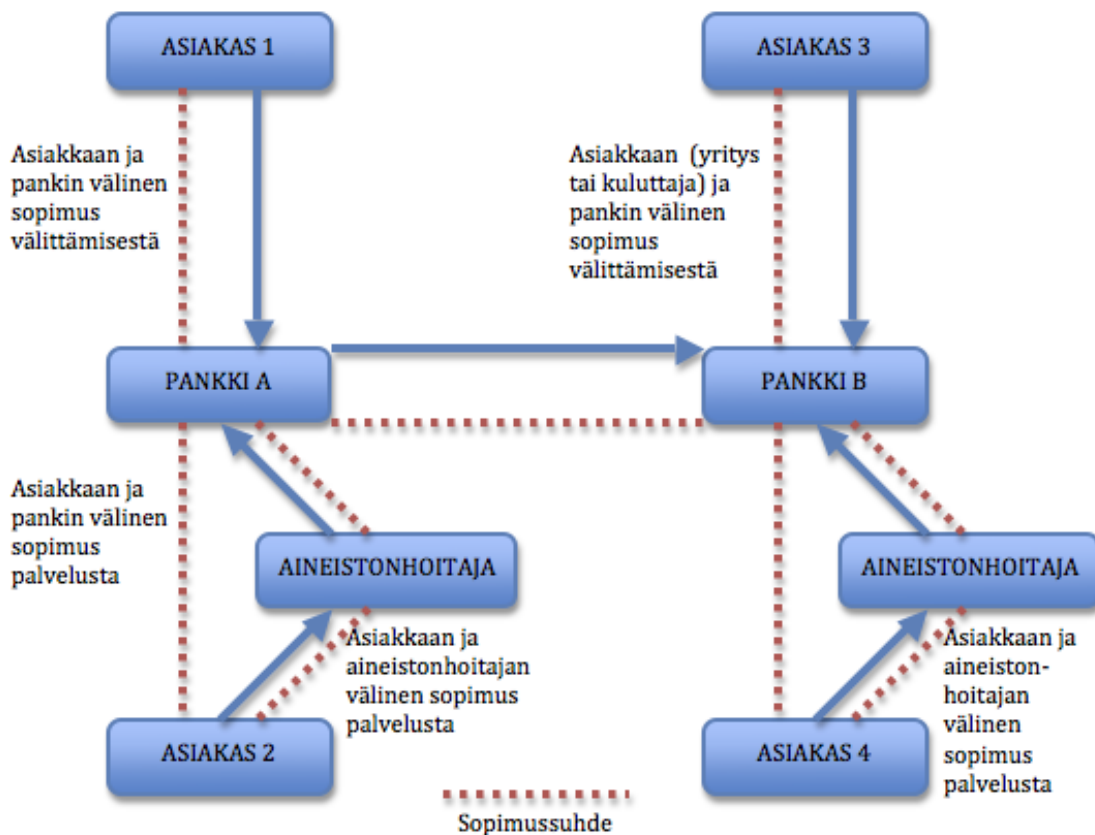 ASIAKAS 1
ASIAKAS 3
Asiakkaan ja
pankin välinen
sopimus
välittämisestä
Asiakkaan (yritys
tai kuluttaja) ja
pankin välinen
sopimus
välittämisestä
PANKKI A
PANKKI B
Asiakkaan ja
pankin välinen
sopimus
palvelusta
AINEISTONHOITAJA
AINEISTONHOITAJA
Asiakkaan ja
aineistonhoitajan
välinen sopimus
palvelusta
Asiakkaan ja
aineiston-
hoitajan
välinen
sopimus
palvelusta
ASIAKAS 2
ASIAKAS 4
Sopimussuhde